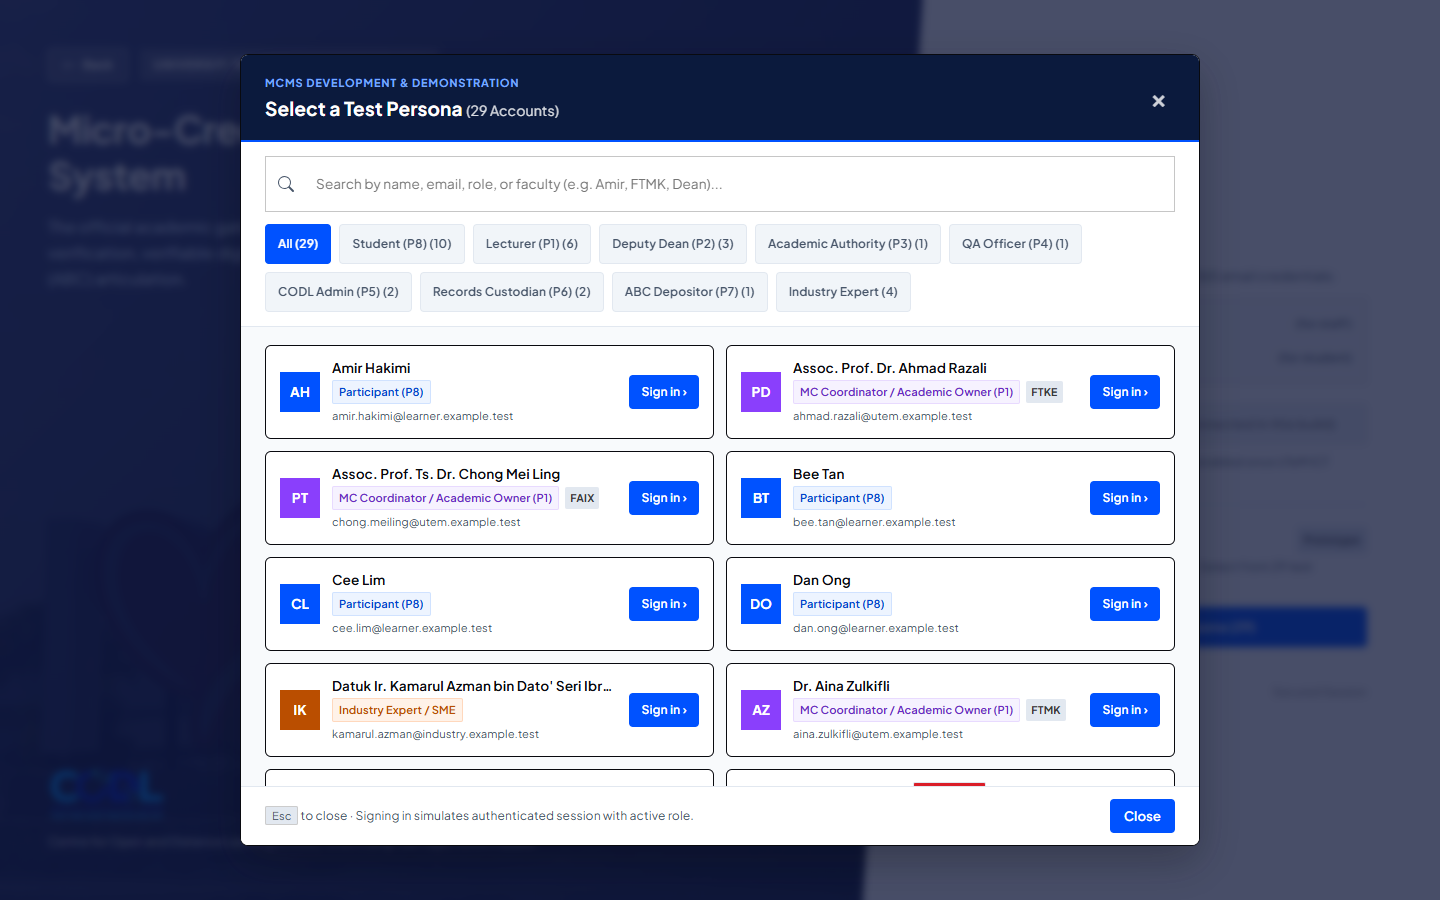 MCMS DEVELOPMENT & DEMONSTRATION
Select a Test Persona (29 Accounts)
×
Search by name, email, role, or faculty (e.g. Amir, FTMK, Dean)...
All (29) Student (P8) (10) Lecturer (P1) (6) Deputy Dean (P2) (3) Academic Authority (P3) (1) QA Officer (P4) (1)
CODL Admin (P5) (2) Records Custodian (P6) (2) ABC Depositor (P7) (1) Industry Expert (4)
AH
Amir Hakimi
Participant (P8)
amir.hakimi@learner.example.test
Sign in ›
PD
Assoc. Prof. Dr. Ahmad Razali
MC Coordinator / Academic Owner (P1) FTKE
ahmad.razali@utem.example.test
Sign in ›
PT
Assoc. Prof. Ts. Dr. Chong Mei Ling
MC Coordinator / Academic Owner (P1) FAIX
chong.meiling@utem.example.test
Sign in ›
BT
Bee Tan
Participant (P8)
bee.tan@learner.example.test
Sign in ›
CL
Cee Lim
Participant (P8)
cee.lim@learner.example.test
Sign in ›
DO
Dan Ong
Participant (P8)
dan.ong@learner.example.test
Sign in ›
IK
Datuk Ir. Kamarul Azman bin Dato' Seri Ibr...
Industry Expert / SME
kamarul.azman@industry.example.test
Sign in ›
AZ
Dr. Aina Zulkifli
MC Coordinator / Academic Owner (P1) FTMK
aina.zulkifli@utem.example.test
Sign in ›
Esc to close · Signing in simulates authenticated session with active role.
Close
Micro-Cre
System
CODL